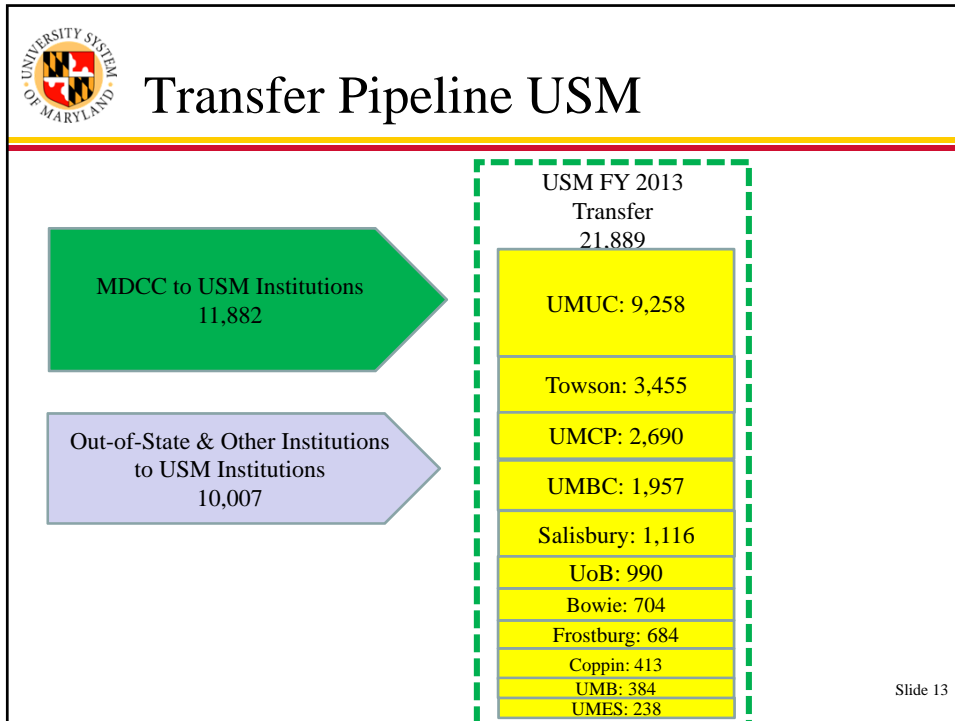 UNIVERSITY SYSTEM OF MARYLAND
Transfer Pipeline USM
MDCC to USM Institutions
11,882
Out-of-State & Other Institutions
to USM Institutions
10,007
USM FY 2013
Transfer
21,889
UMUC: 9,258
Towson: 3,455
UMCP: 2,690
UMBC: 1,957
Salisbury: 1,116
UoB: 990
Bowie: 704
Frostburg: 684
Coppin: 413
UMB: 384
UMES: 238
Slide 13